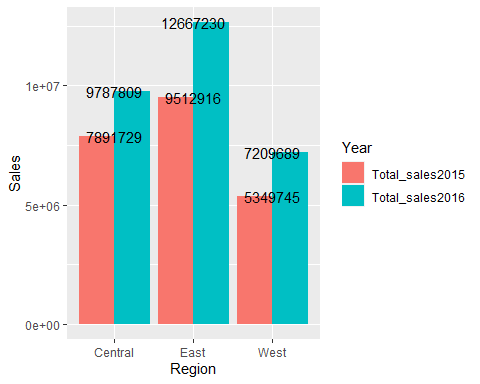 12667230
1e+07
9787809
9512916
7891729
7209689
5349745
5e+06
0e+00
Sales
Central
East
West
Region
Year
Total_sales2015
Total_sales2016